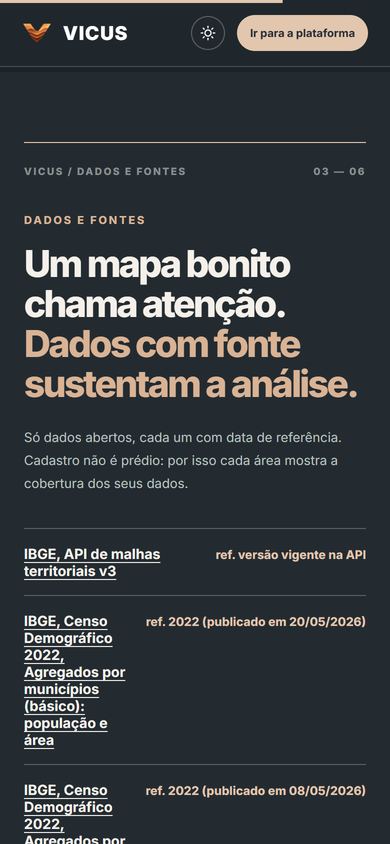 VICUS
Ir para a plataforma
VICUS / DADOS E FONTES
03 — 06
DADOS E FONTES
Um mapa bonito
chama atenção.
Dados com fonte
sustentam a análise.
Só dados abertos, cada um com data de referência.
Cadastro não é prédio: por isso cada área mostra a
cobertura dos seus dados.
IBGE, API de malhas
territoriais v3
ref. versão vigente na API
IBGE, Censo
Demográfico
2022,
Agregados por
municípios
(básico):
população e
área
ref. 2022 (publicado em 20/05/2026)
IBGE, Censo
Demográfico
2022,
Agregados por
ref. 2022 (publicado em 08/05/2026)